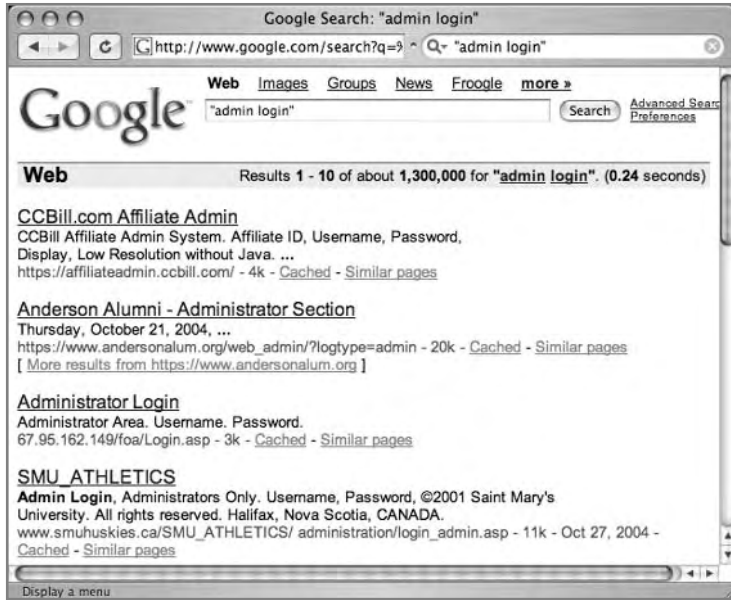 Google Search: "admin login"
http://www.google.com/search?q=% "admin login"
Web Images Groups News Froogle more »
Google
"admin login" Search Advanced Searc
Preferences
Web Results 1 - 10 of about 1,300,000 for "admin login". (0.24 seconds)
CCBill.com Affiliate Admin
CCBill Affiliate Admin System. Affiliate ID, Username, Password,
Display, Low Resolution without Java. ...
https://affiliateadmin.ccbill.com/ - 4k - Cached - Similar pages
Anderson Alumni - Administrator Section
Thursday, October 21, 2004, ...
https://www.andersonalum.org/web_admin/?logtype=admin - 20k - Cached - Similar pages
[ More results from https://www.andersonalum.org ]
Administrator Login
Administrator Area. Username. Password.
67.95.162.149/foa/Login.asp - 3k - Cached - Similar pages
SMU_ATHLETICS
Admin Login, Administrators Only. Username, Password, ©2001 Saint Mary's
University. All rights reserved. Halifax, Nova Scotia, CANADA.
www.smuhuskies.ca/SMU_ATHLETICS/ administration/login_admin.asp - 11k - Oct 27, 2004 -
Cached - Similar pages
Display a menu